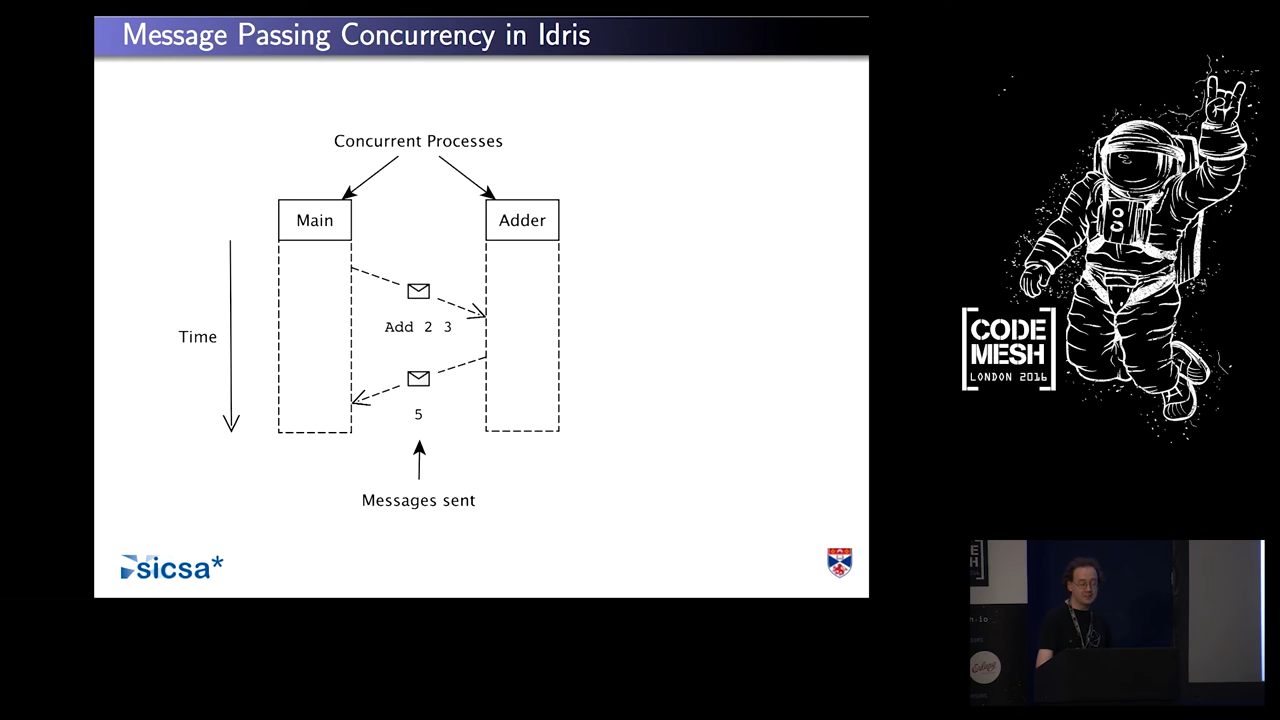 Message Passing Concurrency in Idris
Concurrent Processes
Main
Adder
Add 2 3
Time
5
Messages sent
sicsa*
CODE
MESH
LONDON 2016